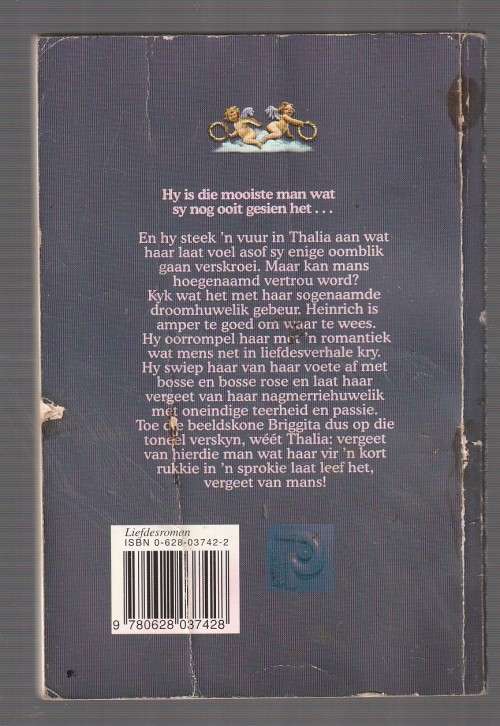 Hy is die mooiste man wat
sy nog ooit gesien het . . .
En hy steek 'n vuur in Thalia aan wat
haar laat voel asof sy enige oomblik
gaan verskroei. Maar kan mans
hoegenaamd vertrou word?
Kyk wat het met haar sogenaamde
droomhuwelik gebeur. Heinrich is
amper te goed om waar te wees.
Hy oorrompel haar met 'n romantiek
wat mens net in liefdesverhale kry.
Hy swiep haar van haar voete af met
bosse en bosse rose en laat haar
vergeet van haar nagmerriehuwelik
met oneindige teerheid en passie.
Toe die beeldskone Briggita dus op die
toneel verskyn, wéét Thalia: vergeet
van hierdie man wat haar vir 'n kort
rukkie in 'n sprokie laat leef het,
vergeet van mans!
Liefdesroman
ISBN 0-628-03742-2
9 780628 037428